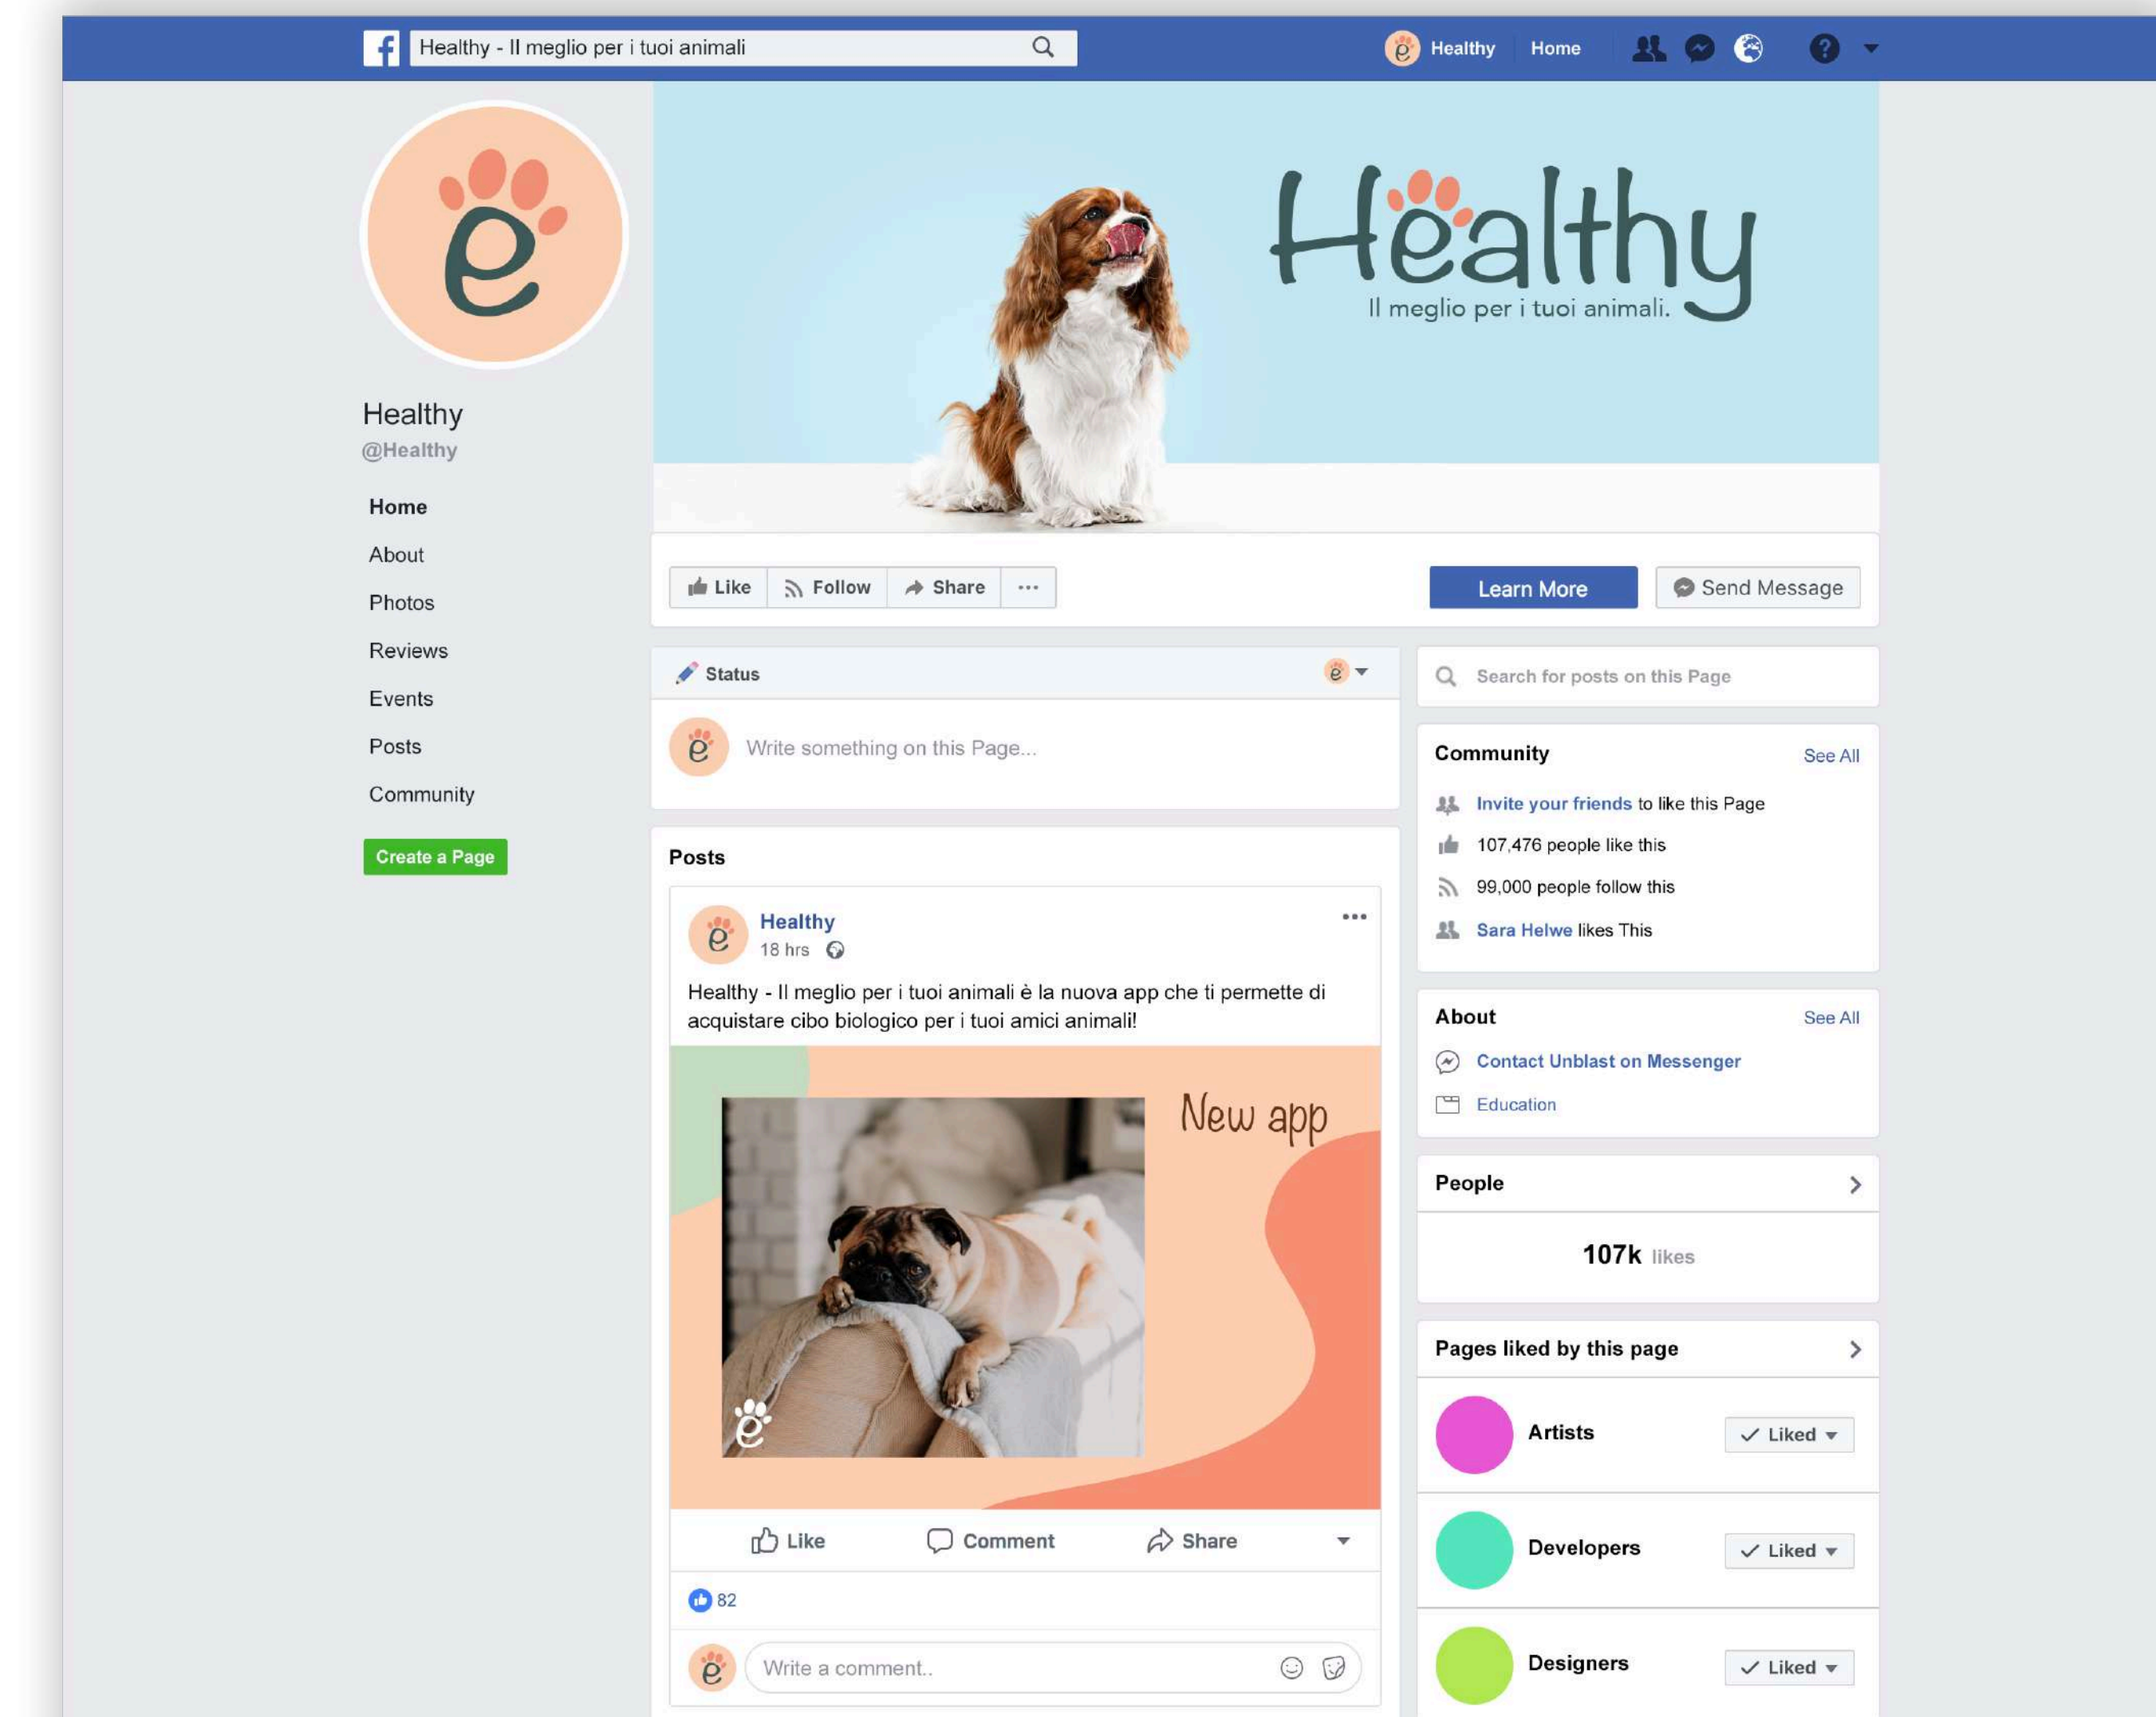 Healthy - Il meglio per i tuoi animali
Healthy Home
Healthy
Il meglio per i tuoi animali.
Healthy
@Healthy
Home
About
Photos
Reviews
Events
Posts
Community
Create a Page
Like Follow Share
Learn More Send Message
Status
Write something on this Page...
Posts
Healthy
18 hrs
Healthy - Il meglio per i tuoi animali è la nuova app che ti permette di
acquistare cibo biologico per i tuoi amici animali!
New app
e
Like Comment Share
82
Write a comment..
Search for posts on this Page
Community See All
Invite your friends to like this Page
107,476 people like this
99,000 people follow this
Sara Helwe likes This
About See All
Contact Unblast on Messenger
Education
People
107k likes
Pages liked by this page
Artists Liked
Developers Liked
Designers Liked